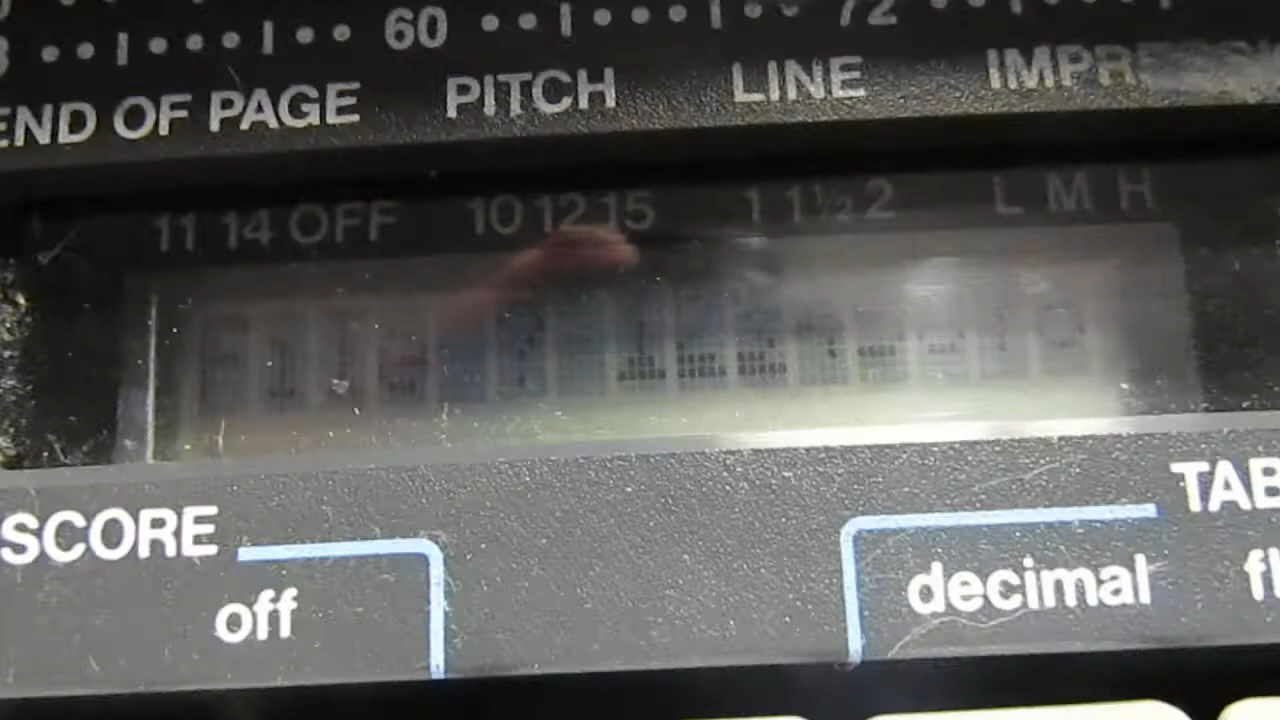 60 72
END OF PAGE PITCH LINE
11 14 OFF 10 12 15 1 1½ 2 L M H
SCORE TAB
off decimal